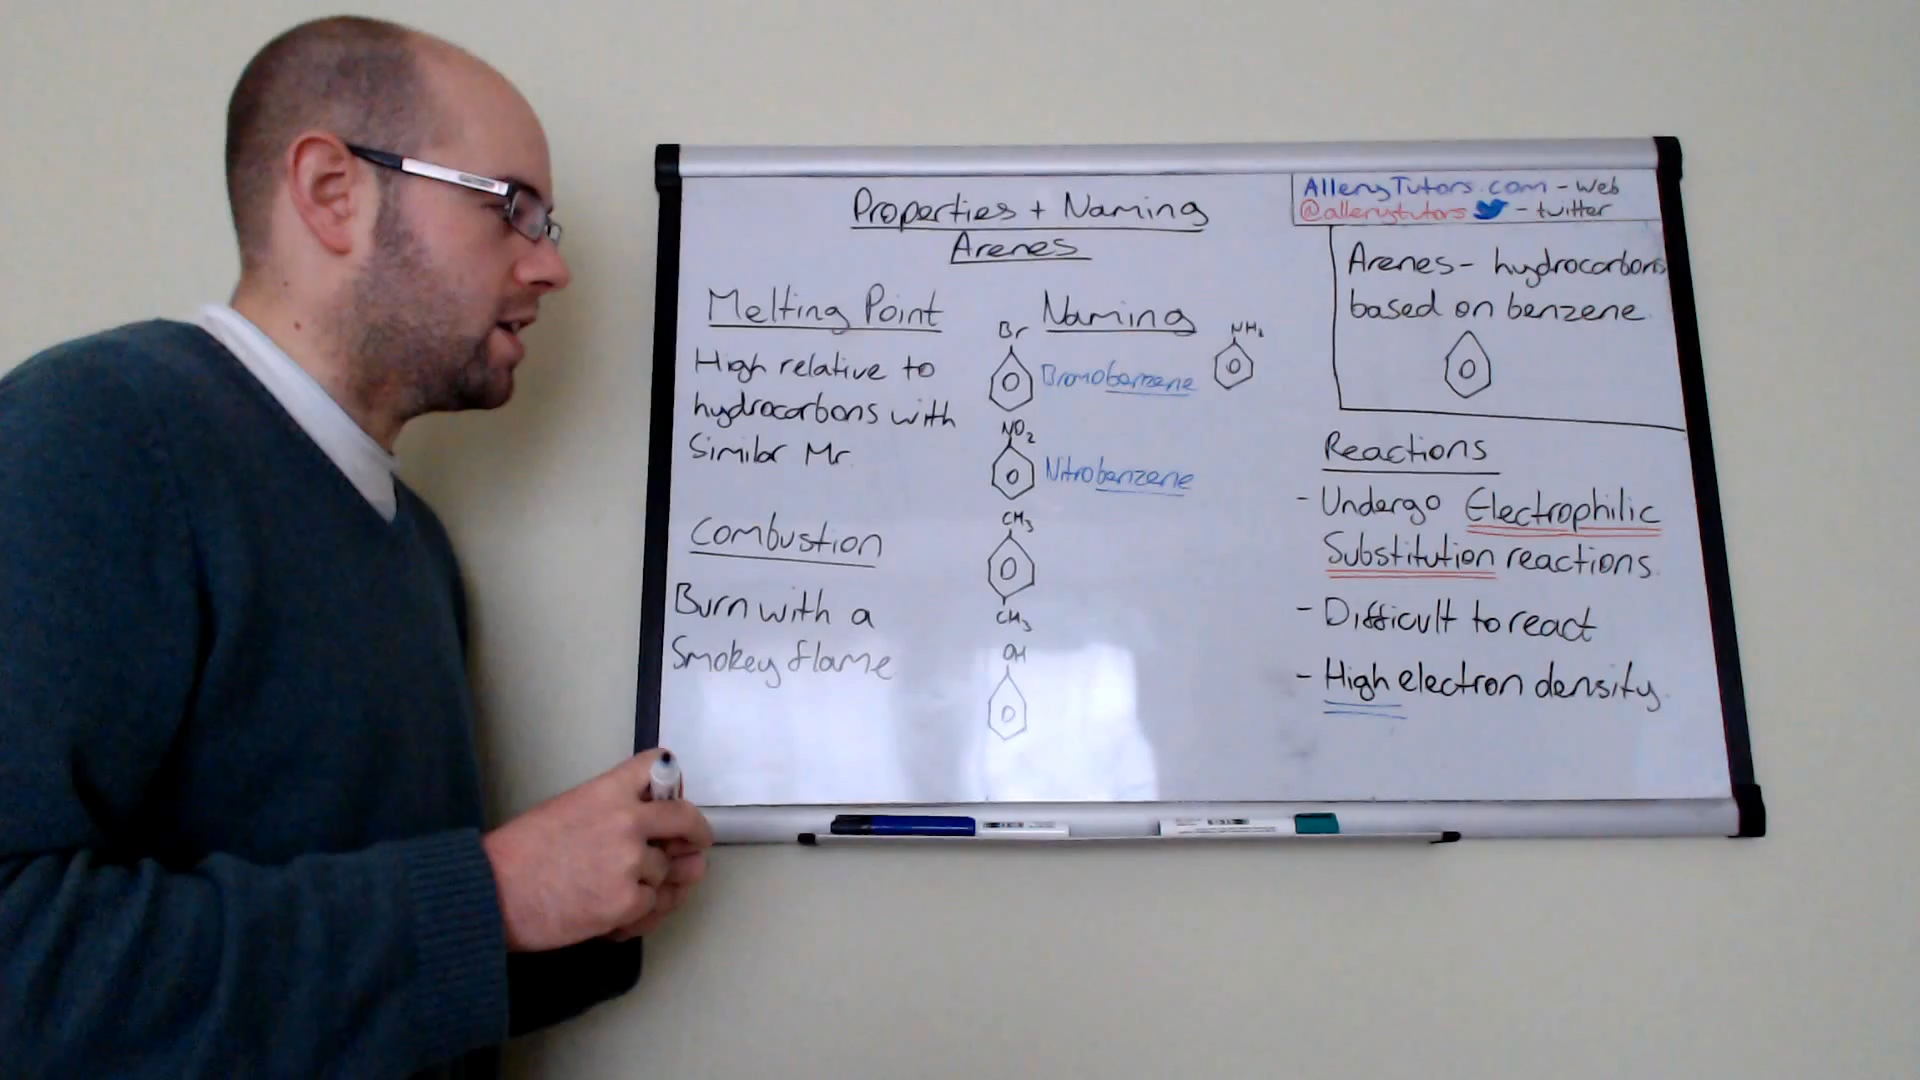 Properties + Naming
Arenes
AlleryTutors.com - Web
@allerytutors - twitter
Arenes - hydrocarbons
based on benzene.
Melting Point
High relative to
hydrocarbons with
Similar Mr
Combustion
Burn with a
Smokey flame
Naming
Br
Bromobenzene
NO2
Nitrobenzene
CH3
CH3
OH
NH2
Reactions
- Undergo Electrophilic
Substitution reactions.
- Difficult to react
- High electron density.